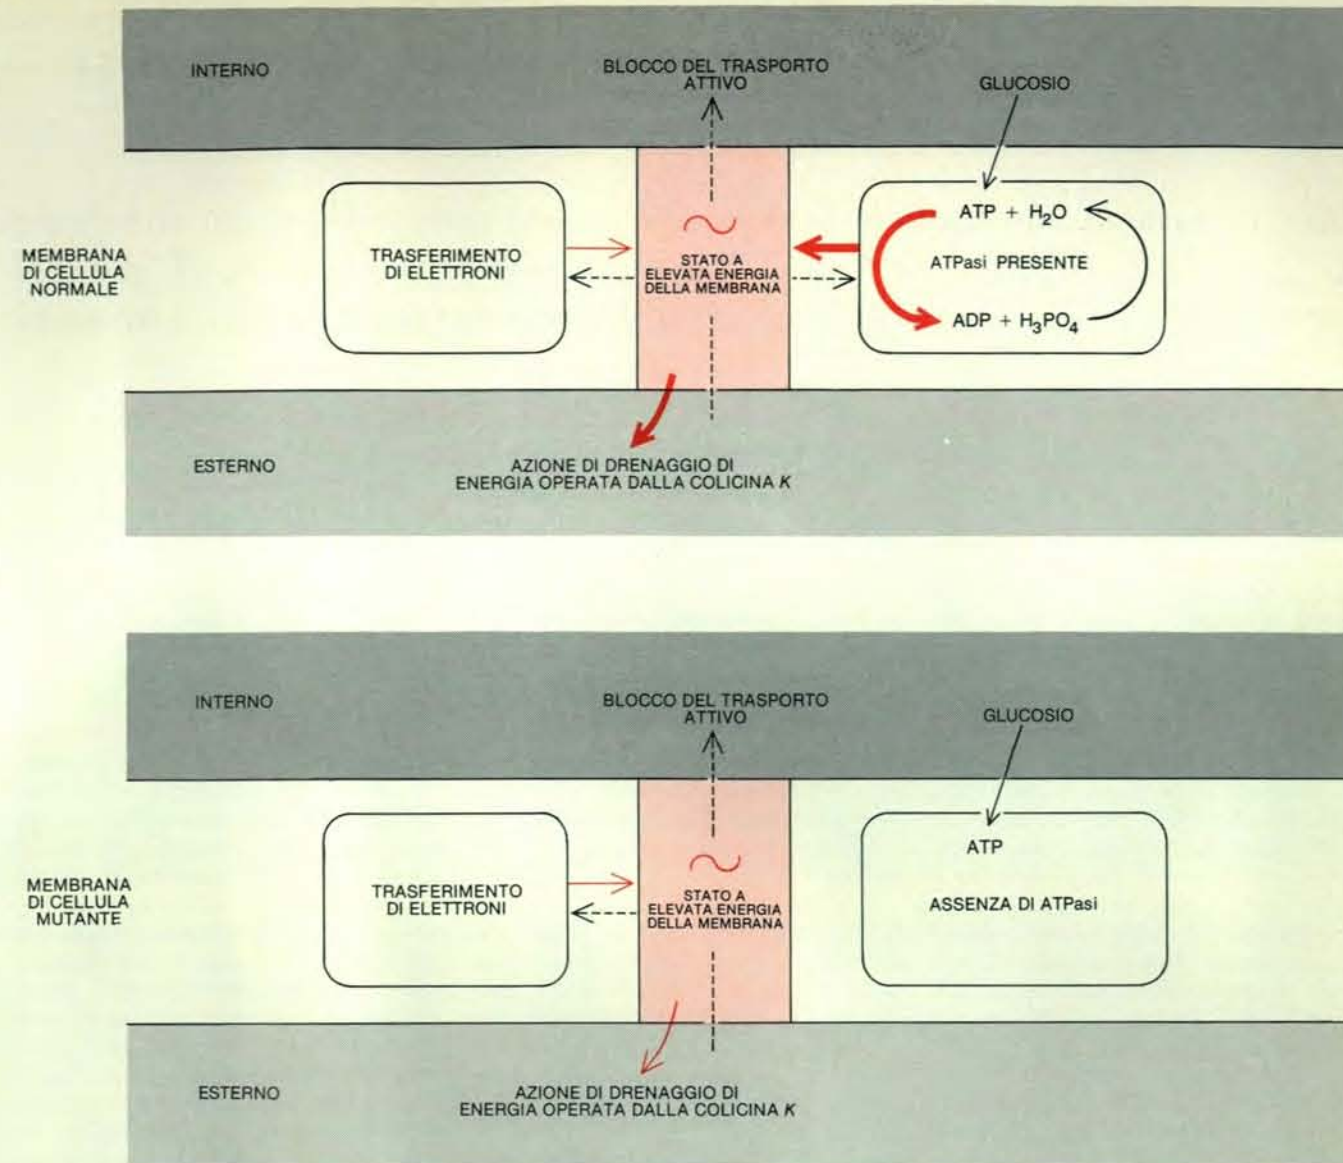 INTERNO
BLOCCO DEL TRASPORTO
ATTIVO
GLUCOSIO
MEMBRANA
DI CELLULA
NORMALE
TRASFERIMENTO
DI ELETTRONI
~
STATO A
ELEVATA ENERGIA
DELLA MEMBRANA
ATP + H₂O
ATPasi PRESENTE
ADP + H₃PO₄
ESTERNO
AZIONE DI DRENAGGIO DI
ENERGIA OPERATA DALLA COLICINA K
INTERNO
BLOCCO DEL TRASPORTO
ATTIVO
GLUCOSIO
MEMBRANA
DI CELLULA
MUTANTE
TRASFERIMENTO
DI ELETTRONI
~
STATO A
ELEVATA ENERGIA
DELLA MEMBRANA
ATP
ASSENZA DI ATPasi
ESTERNO
AZIONE DI DRENAGGIO DI
ENERGIA OPERATA DALLA COLICINA K